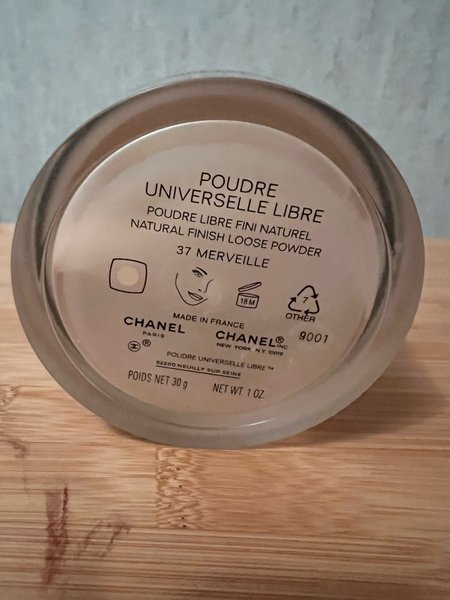 POUDRE
UNIVERSELLE LIBRE
POUDRE LIBRE FINI NATUREL
NATURAL FINISH LOOSE POWDER
37 MERVEILLE
18 M
7
OTHER
MADE IN FRANCE
CHANEL
PARIS
CHANEL® INC.
NEW YORK N.Y. 10019
9001
®
POUDRE UNIVERSELLE LIBRE™
92200 NEUILLY SUR SEINE
POIDS NET 30 g NET WT. 1 OZ.